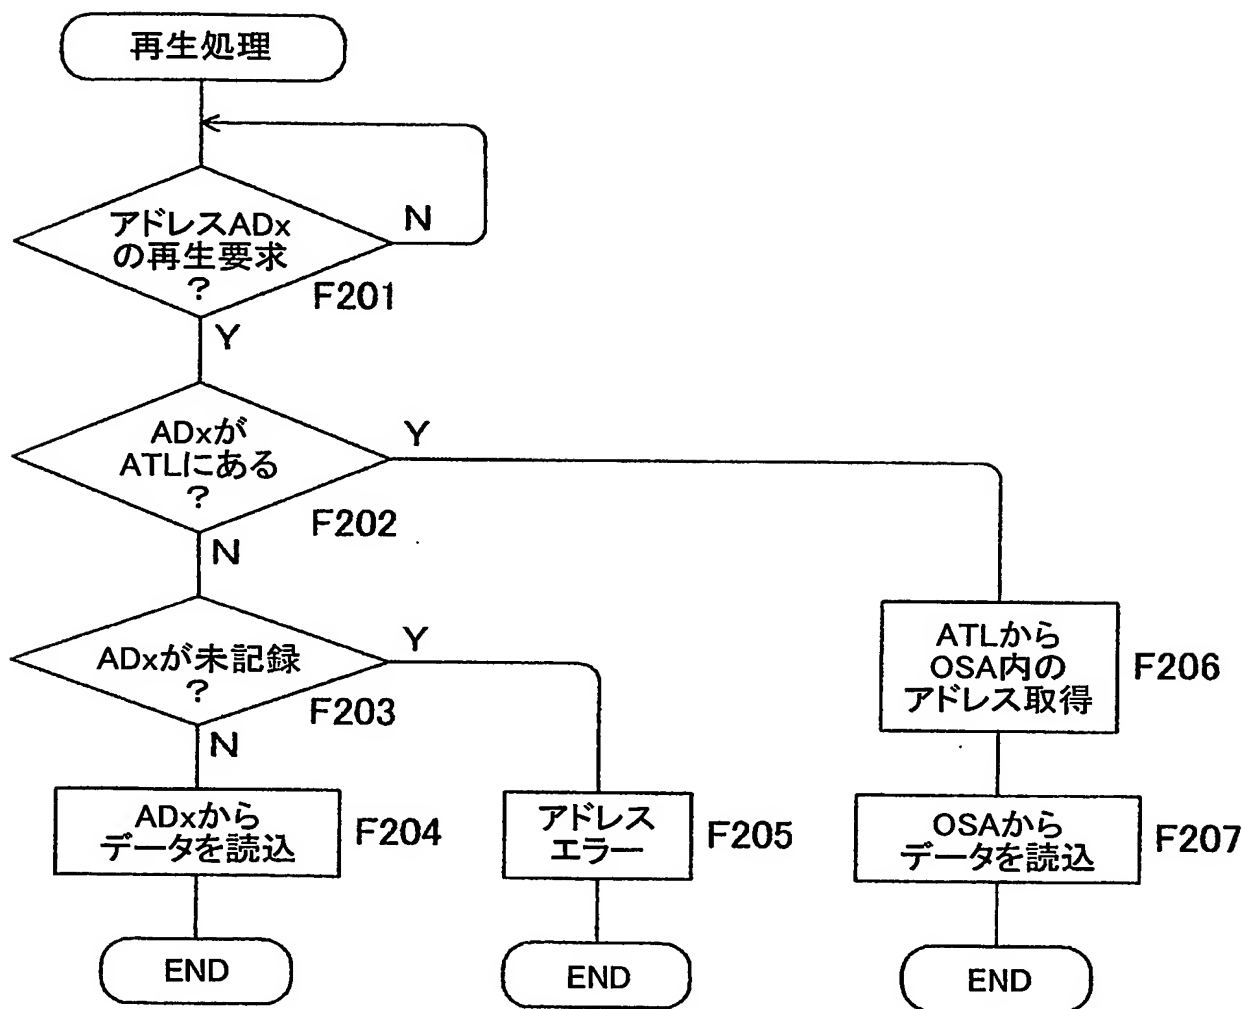 再生処理
アドレスADx
の再生要求
?
N
F201
Y
ADxが
ATLにある
?
Y
F202
N
ADxが未記録
?
Y
F203
N
ATLから
OSA内の
アドレス取得
F206
ADxから
データを読込
F204
アドレス
エラー
F205
OSAから
データを読込
F207
END
END
END